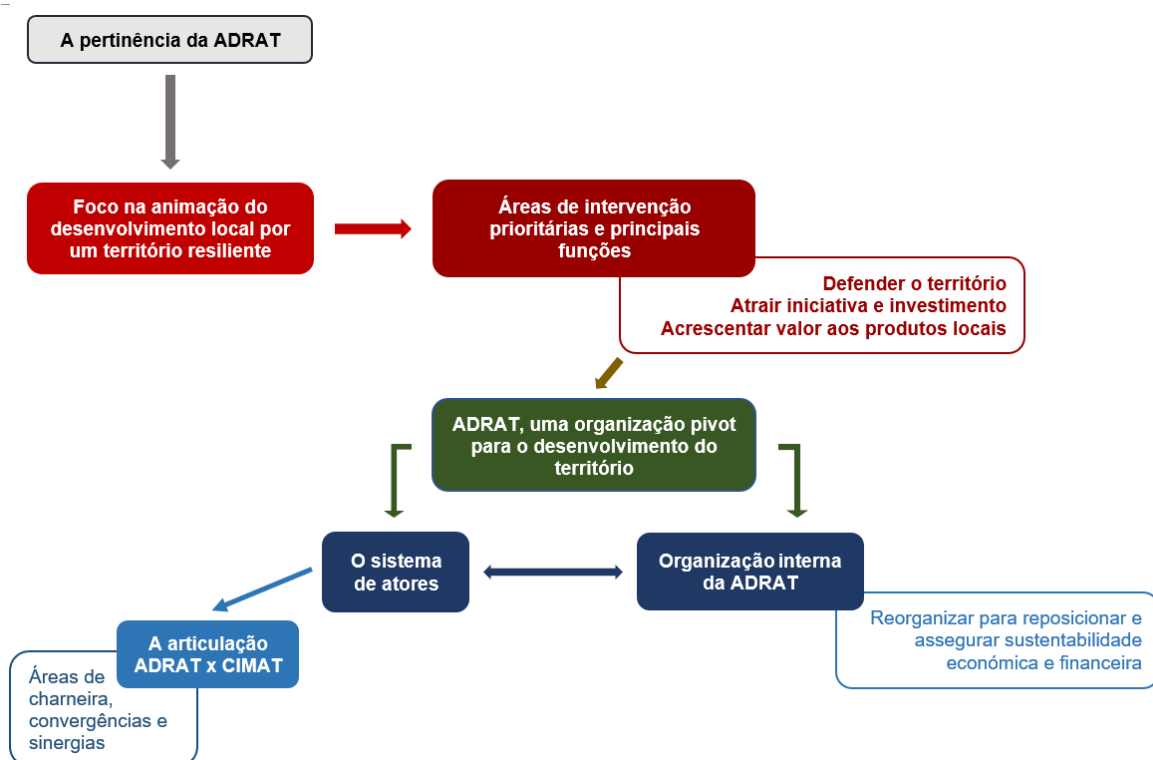 A pertinência da ADRAT
Foco na animação do
desenvolvimento local por
um território resiliente
Áreas de intervenção
prioritárias e principais
funções
Defender o território
Atrair iniciativa e investimento
Acrescentar valor aos produtos locais
ADRAT, uma organização pivot
para o desenvolvimento do
território
O sistema
de atores
Organização interna
da ADRAT
Reorganizar para reposicionar e
assegurar sustentabilidade
económica e financeira
A articulação
ADRAT x CIMAT
Áreas de
charneira,
convergências e
sinergias